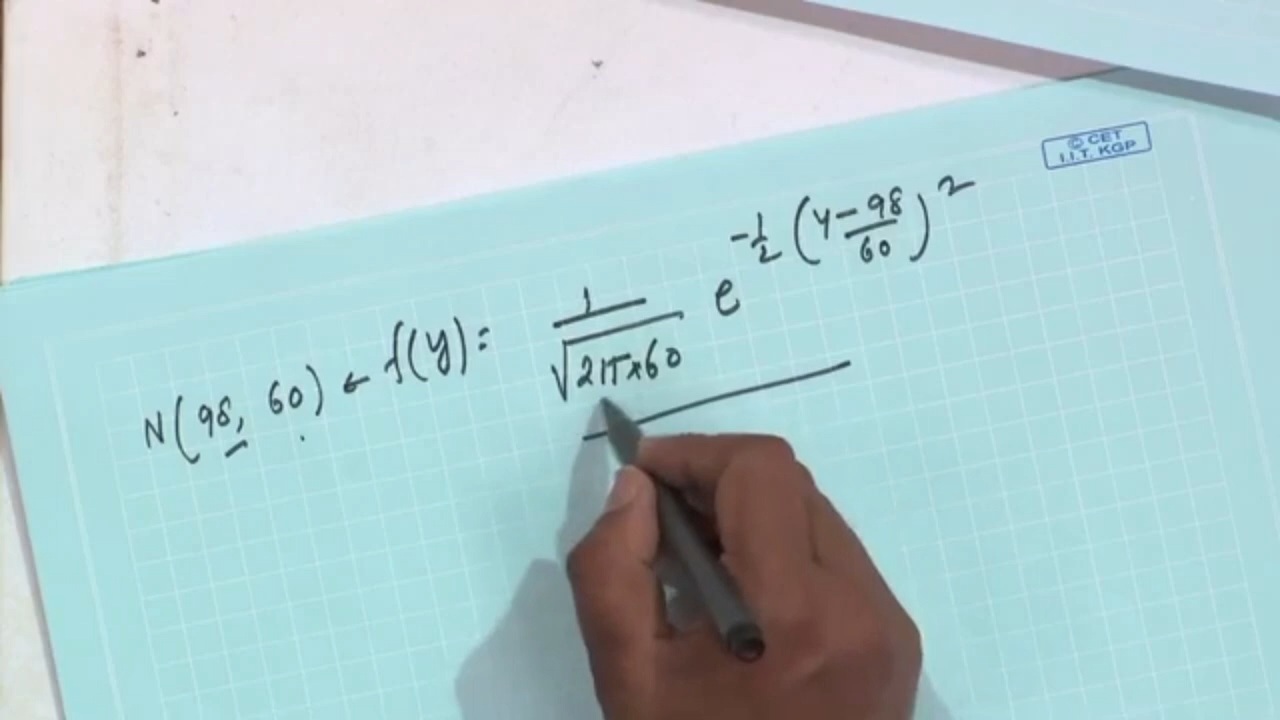 © CET
I.I.T. KGP
N(98, 60) ← f(y) = 1/√(2π×60) e^(-1/2 (y-98/60)^2)